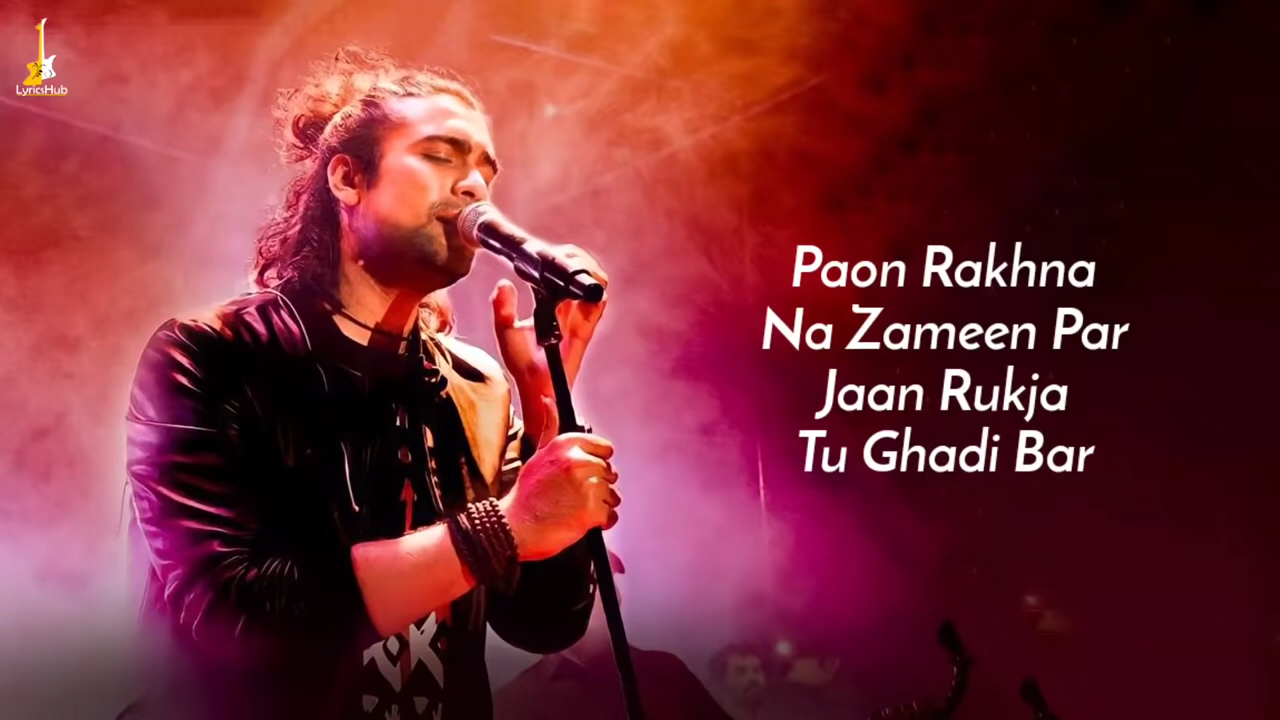 LyricsHub
Paon Rakhna
Na Zameen Par
Jaan Rukja
Tu Ghadi Bar